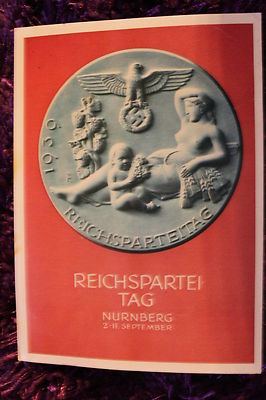 1939
REICHSPARTEITAG
REICHSPARTEI
TAG
NÜRNBERG
2-11. SEPTEMBER